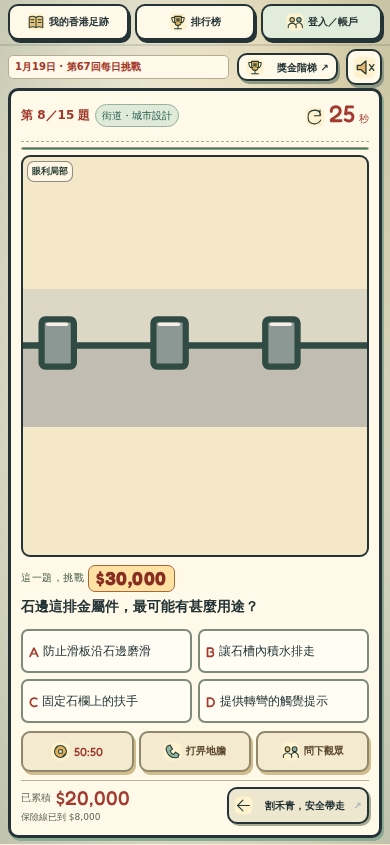 我的香港足跡
排行榜
登入／帳戶
1月19日 · 第67回每日挑戰
獎金階梯 ↗
第 8／15 題
街道・城市設計
25 秒
眼利局部
這一題，挑戰 $30,000
石邊這排金屬件，最可能有甚麼用途？
A 防止滑板沿石邊磨滑
B 讓石槽內積水排走
C 固定石欄上的扶手
D 提供轉彎的觸覺提示
50:50
打畀地膽
問下觀眾
已累積 $20,000
保險線已到 $8,000
割禾青，安全帶走 ↗